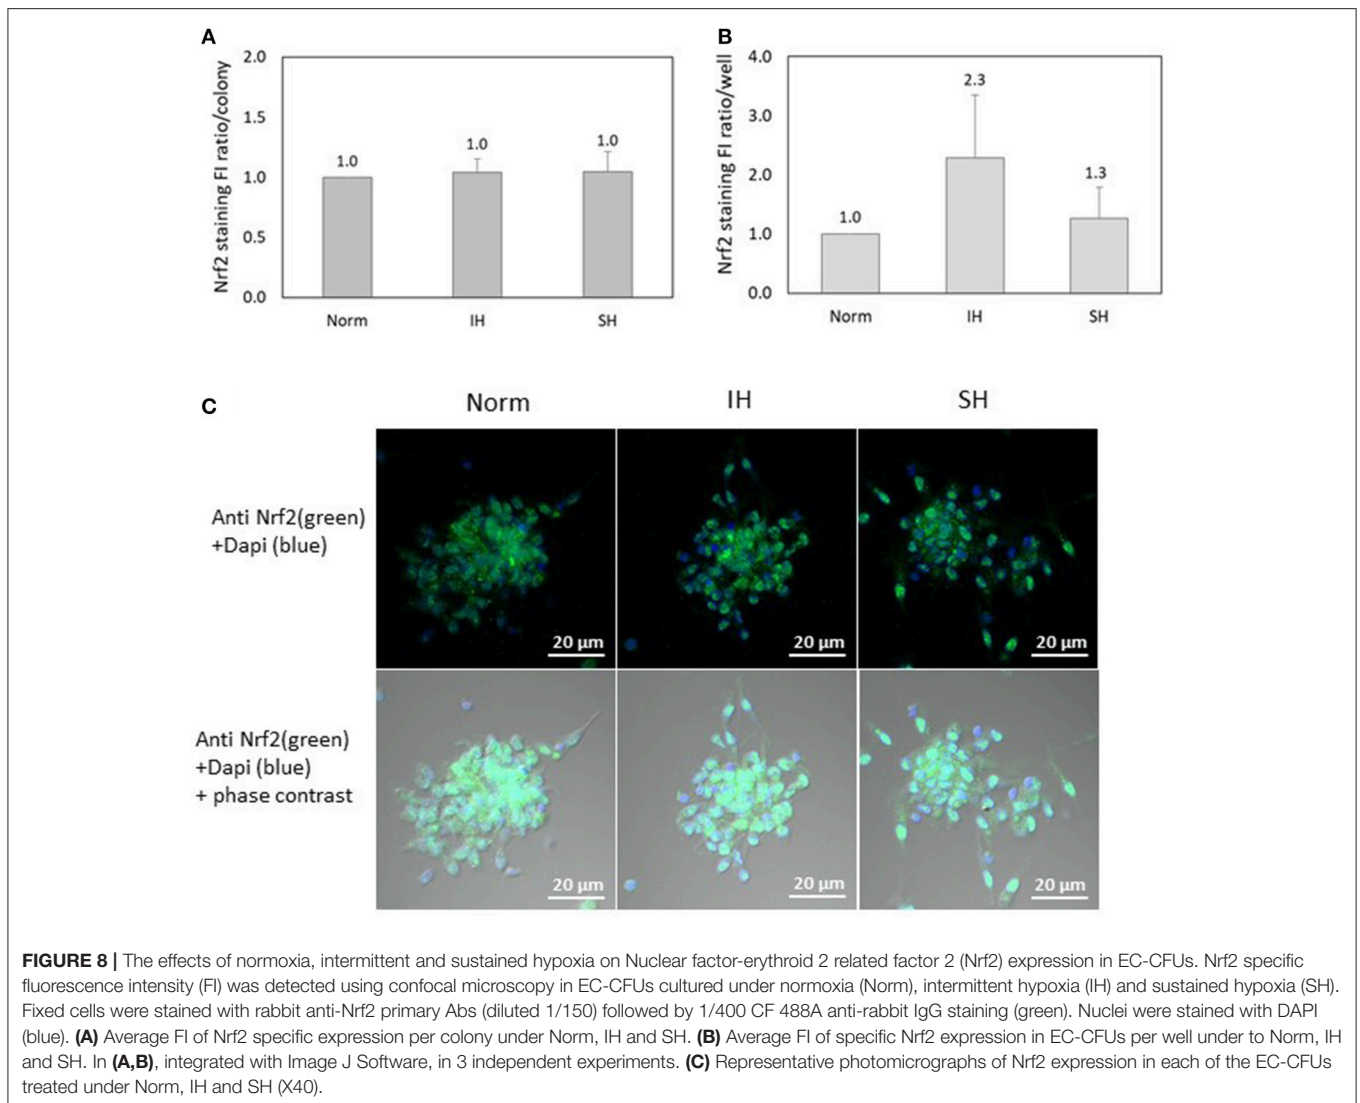 A
Nrf2 staining FI ratio/colony
2.0
1.5
1.0
0.5
0.0
1.0
1.0
1.0
Norm
IH
SH
B
Nrf2 staining FI ratio/well
4.0
3.0
2.0
1.0
0.0
1.0
2.3
1.3
Norm
IH
SH
C
Norm
IH
SH
Anti Nrf2(green)
+Dapi (blue)
20 µm
20 µm
20 µm
Anti Nrf2(green)
+Dapi (blue)
+ phase contrast
20 µm
20 µm
20 µm
FIGURE 8 | The effects of normoxia, intermittent and sustained hypoxia on Nuclear factor-erythroid 2 related factor 2 (Nrf2) expression in EC-CFUs. Nrf2 specific
fluorescence intensity (FI) was detected using confocal microscopy in EC-CFUs cultured under normoxia (Norm), intermittent hypoxia (IH) and sustained hypoxia (SH).
Fixed cells were stained with rabbit anti-Nrf2 primary Abs (diluted 1/150) followed by 1/400 CF 488A anti-rabbit IgG staining (green). Nuclei were stained with DAPI
(blue). (A) Average FI of Nrf2 specific expression per colony under Norm, IH and SH. (B) Average FI of specific Nrf2 expression in EC-CFUs per well under to Norm, IH
and SH. In (A,B), integrated with Image J Software, in 3 independent experiments. (C) Representative photomicrographs of Nrf2 expression in each of the EC-CFUs
treated under Norm, IH and SH (X40).